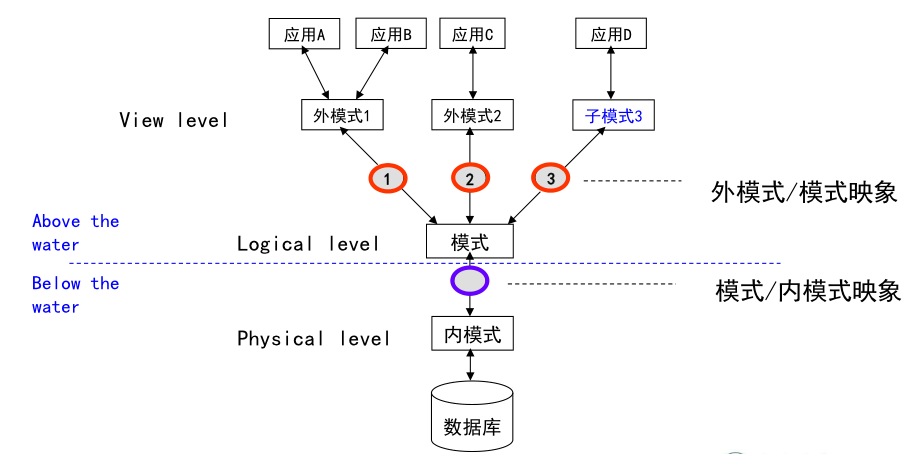 应用A
应用B
应用C
应用D
View level
外模式1
外模式2
子模式3
1
2
3
外模式/模式映象
Above the
water
Logical level
模式
Below the
water
模式/内模式映象
Physical level
内模式
数据库